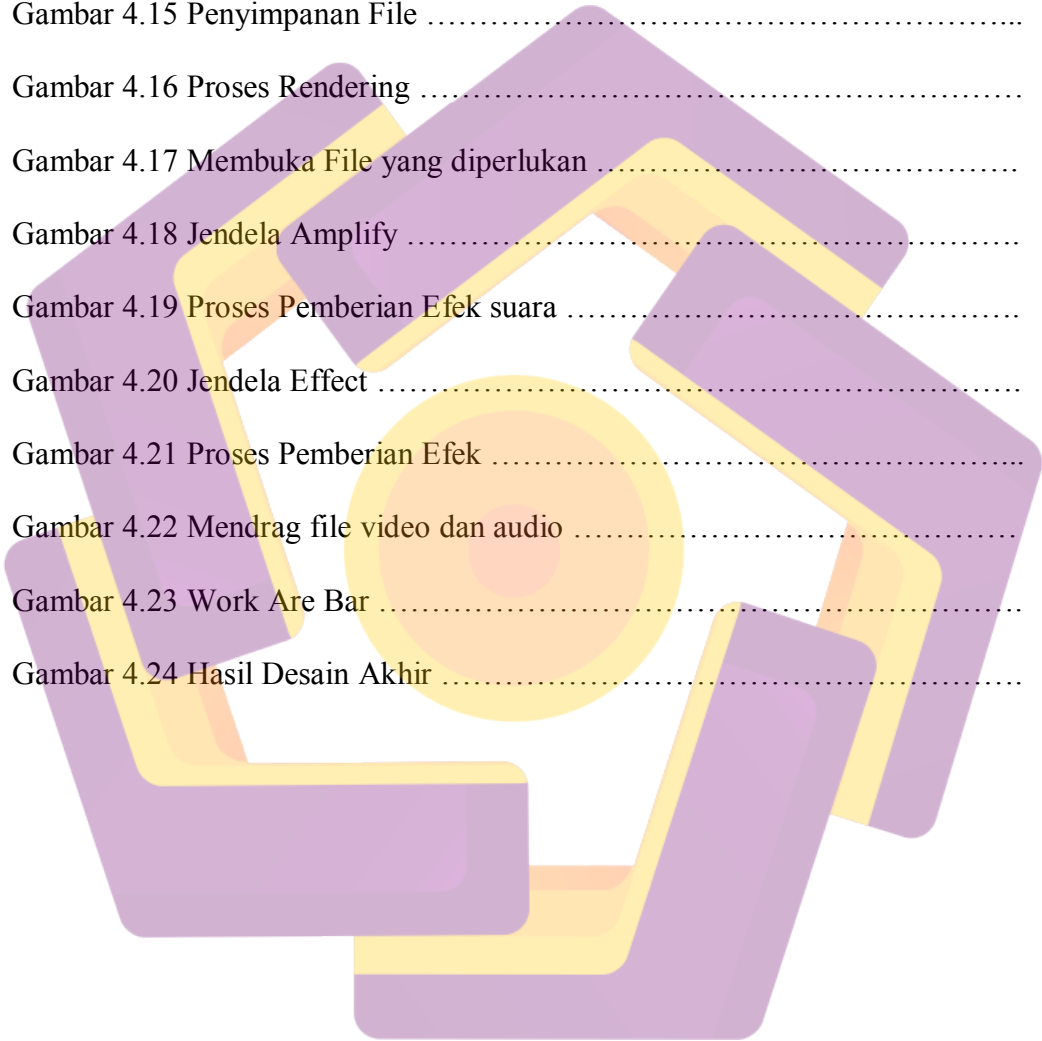 Gambar 4.15 Penyimpanan File …………………………………………………...
Gambar 4.16 Proses Rendering ………………………………………………….
Gambar 4.17 Membuka File yang diperlukan ………………………………….
Gambar 4.18 Jendela Amplify ………………………………………………….
Gambar 4.19 Proses Pemberian Efek suara …………………………………….
Gambar 4.20 Jendela Effect …………………………………………………….
Gambar 4.21 Proses Pemberian Efek …………………………………………...
Gambar 4.22 Mendrag file video dan audio …………………………………….
Gambar 4.23 Work Are Bar …………………………………………………….
Gambar 4.24 Hasil Desain Akhir ……………………………………………….